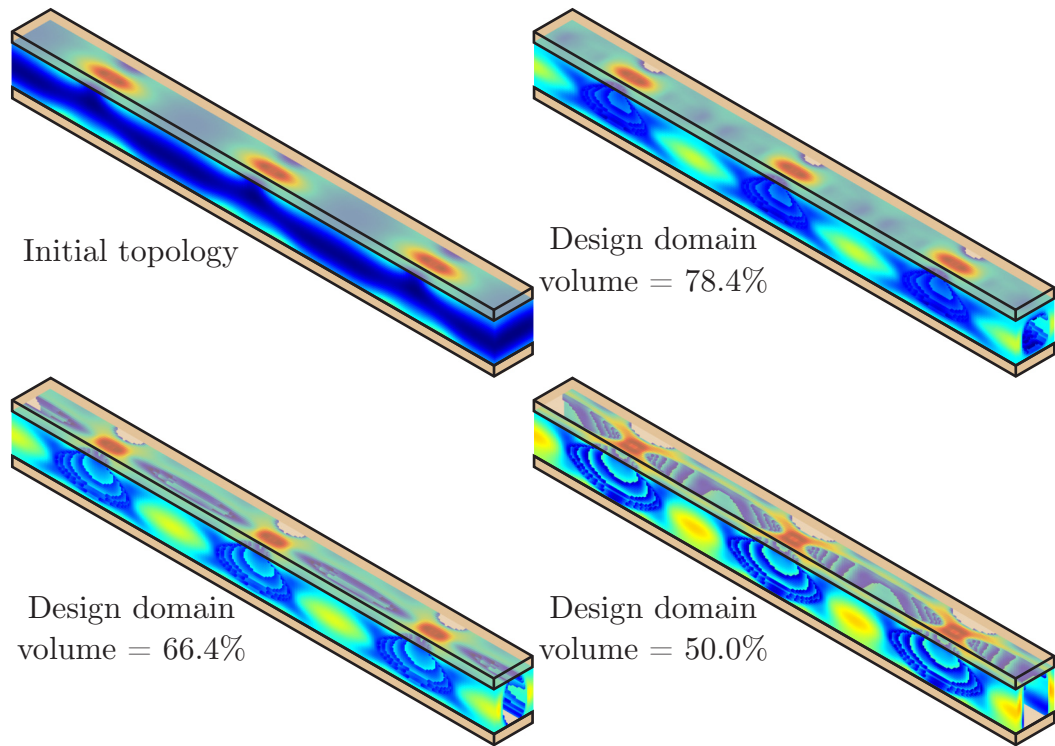 Initial topology
Design domain
volume = 78.4%
Design domain
volume = 66.4%
Design domain
volume = 50.0%